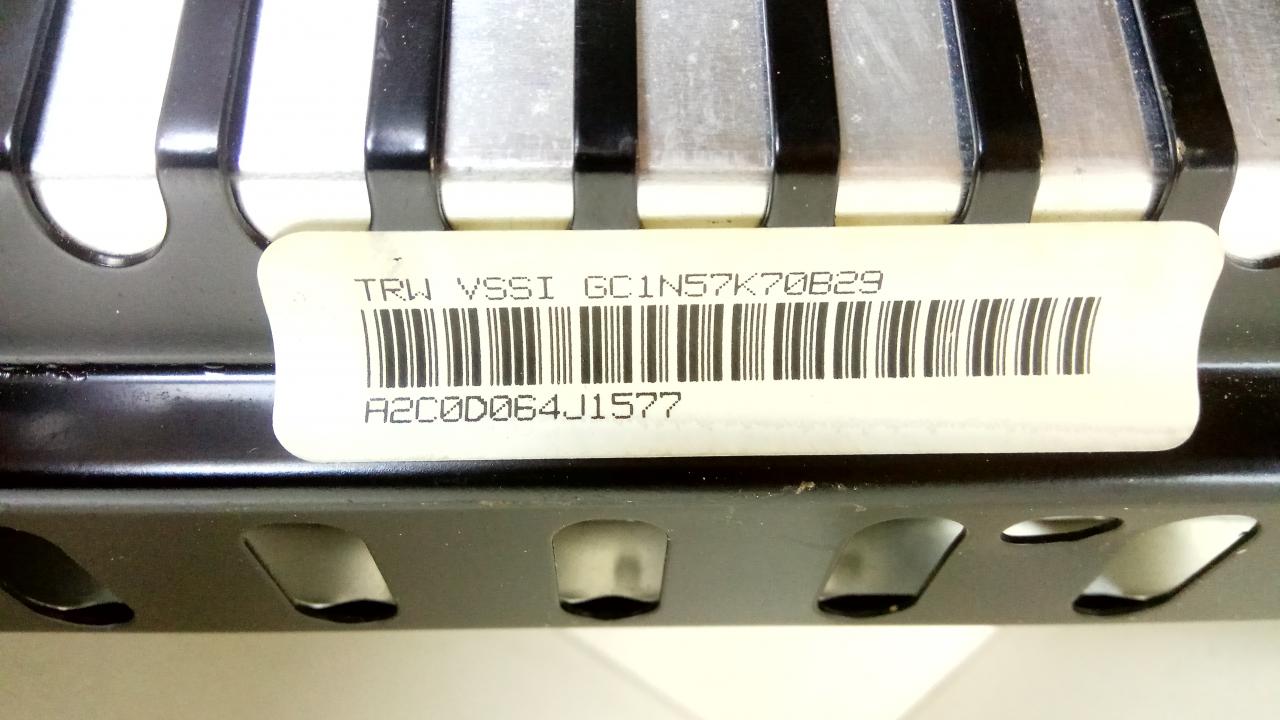 TRW VSSI GC1N57K70B29
A2C0D064J1577